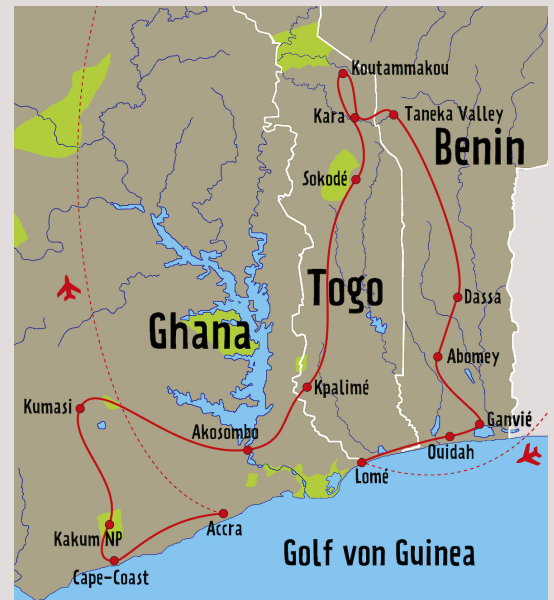 Koutammakou
Kara
Taneka Valley
Benin
Sokodé
Togo
Dassa
Ghana
Abomey
Kpalimé
Kumasi
Ganvié
Akosombo
Ouidah
Lomé
Accra
Kakum NP
Golf von Guinea
Cape-Coast